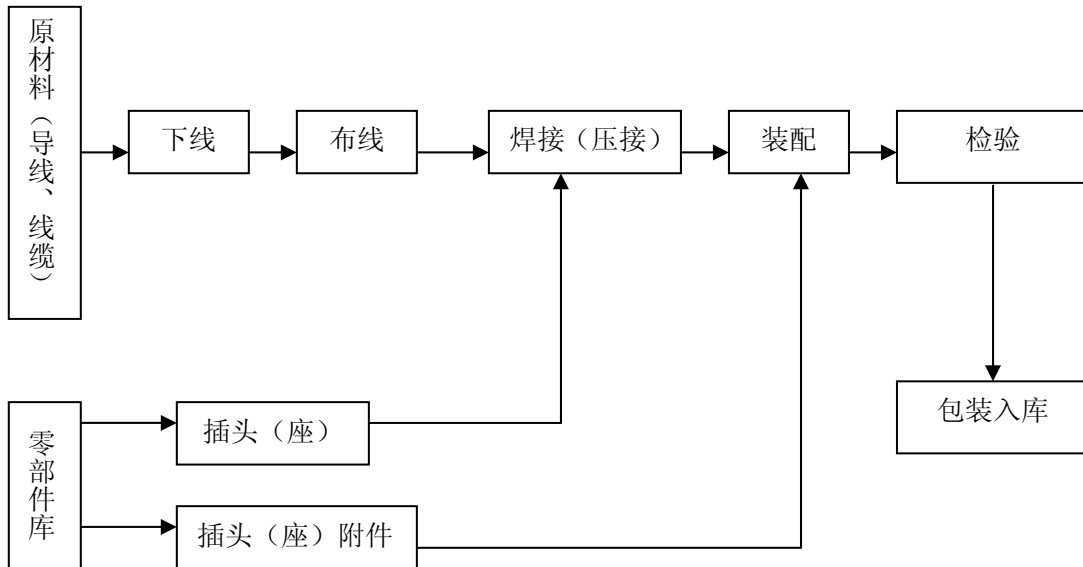 原材料（导线、线缆）
下线
布线
焊接（压接）
装配
检验
包装入库
零部件库
插头（座）
插头（座）附件